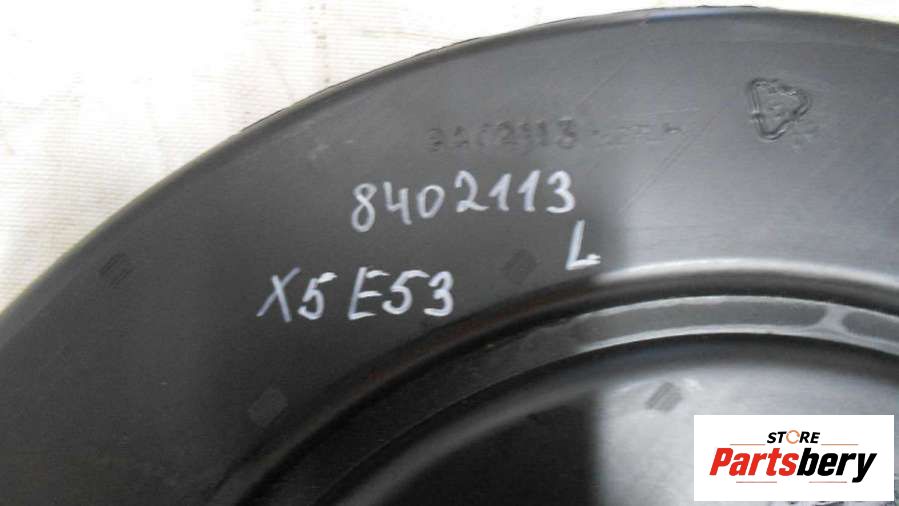 8402113
L
X5 E53
STORE
Partsbery